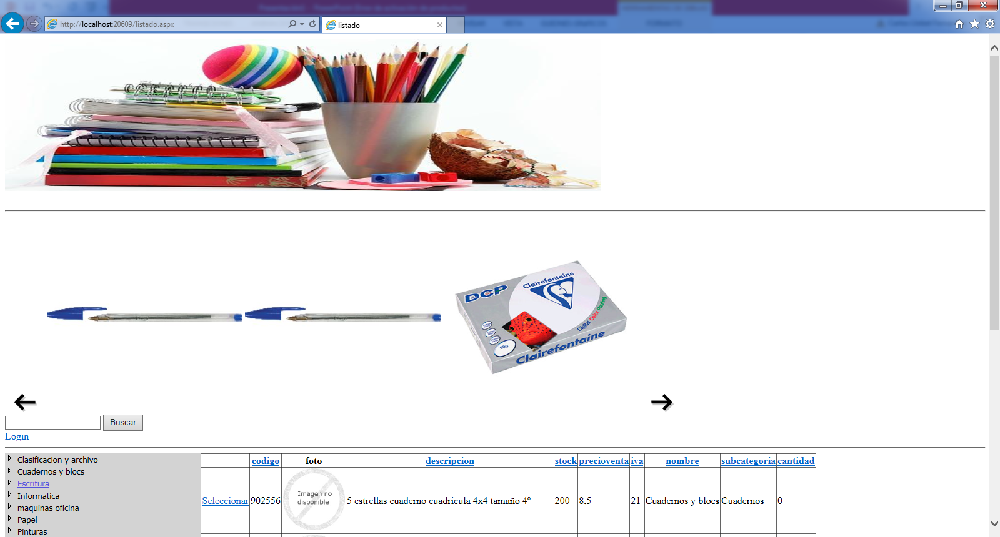 http://localhost:20609/listado.aspx
listado
DCP
Clairefontaine
Digital Color Printing
90g
Clairefontaine
Buscar
Login
Clasificacion y archivo
Cuadernos y blocs
Escritura
Informatica
maquinas oficina
Papel
Pinturas
codigo foto descripcion stock precioventa iva nombre subcategoria cantidad
Imagen no
disponible
Seleccionar 902556 5 estrellas cuaderno cuadricula 4x4 tamaño 4º 200 8,5 21 Cuadernos y blocs Cuadernos 0